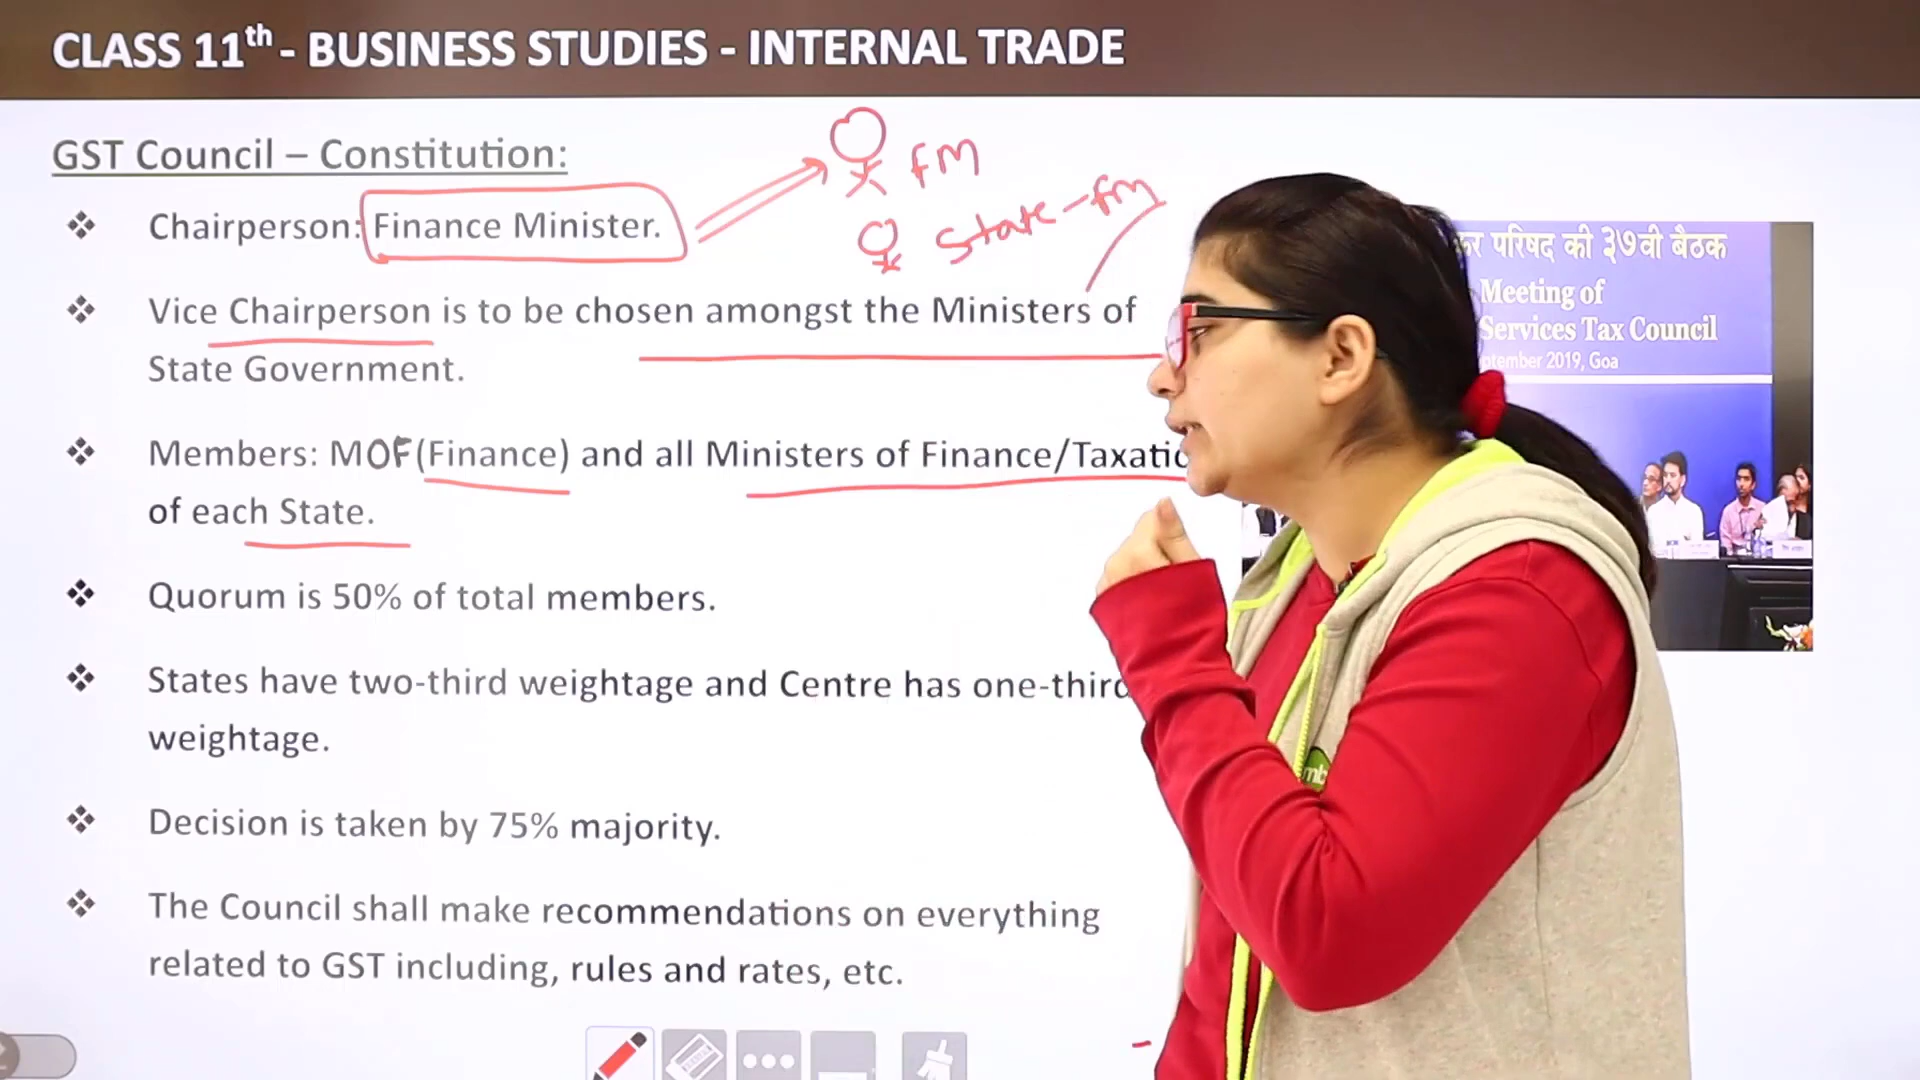 CLASS 11th - BUSINESS STUDIES - INTERNAL TRADE
GST Council – Constitution:
Chairperson: Finance Minister.
FM
State-fm
Vice Chairperson is to be chosen amongst the Ministers of
State Government.
Members: MOF(Finance) and all Ministers of Finance/Taxatio
of each State.
Quorum is 50% of total members.
States have two-third weightage and Centre has one-third
weightage.
Decision is taken by 75% majority.
The Council shall make recommendations on everything
related to GST including, rules and rates, etc.
परिषद की ३७वी बैठक
Meeting of
Services Tax Council
2019, Goa